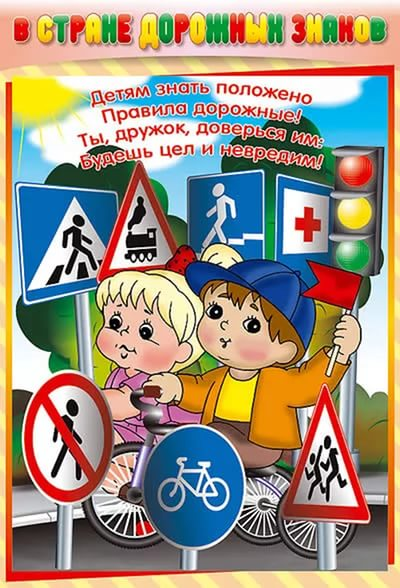 В СТРАНЕ ДОРОЖНЫХ ЗНАКОВ
Детям знать положено
Правила дорожные!
Ты, дружок, доверься им:
Будешь цел и невредим!